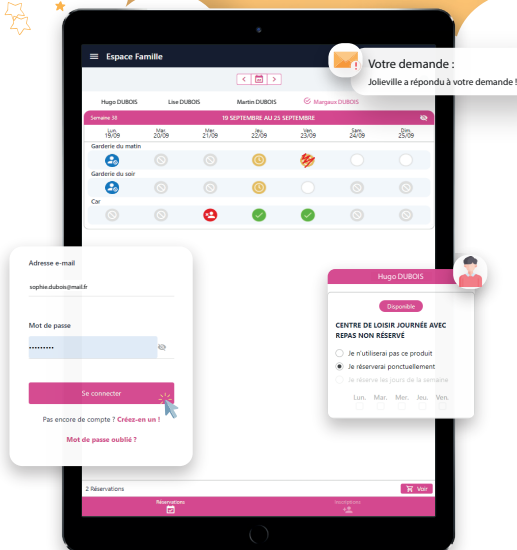 Espace Famille
Votre demande :
Jolieville a répondu à votre demande !
Hugo DUBOIS Lise DUBOIS Martin DUBOIS Margaux DUBOIS
Semaine 38 19 SEPTEMBRE AU 25 SEPTEMBRE
Lun. Mar. Mer. Jeu. Ven. Sam. Dim.
19/09 20/09 21/09 22/09 23/09 24/09 25/09
Garderie du matin
Garderie du soir
Car
Adresse e-mail
sophie.dubois@mail.fr
Mot de passe
Se connecter
Pas encore de compte ? Créez-en un !
Mot de passe oublié ?
Hugo DUBOIS
Disponible
CENTRE DE LOISIR JOURNÉE AVEC
REPAS NON RÉSERVÉ
Je n'utiliserai pas ce produit
Je réserverai ponctuellement
Je réserve les jours de la semaine
Lun. Mar. Mer. Jeu. Ven.
2 Réservations Voir
Réservations Inscriptions